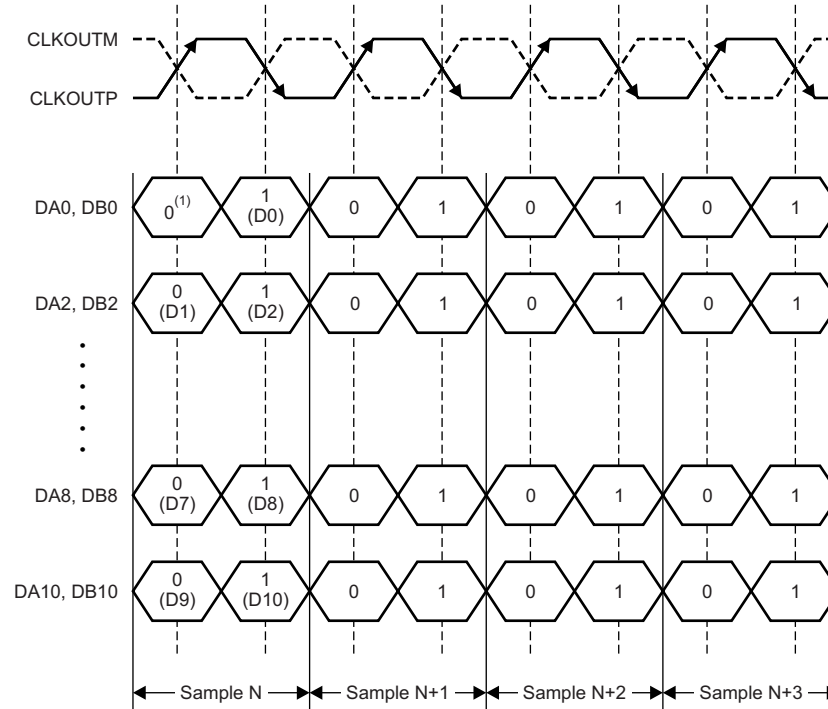 CLKOUTM
CLKOUTP
DA0, DB0
0(1)
1
(D0)
0
1
0
1
0
1
DA2, DB2
0
(D1)
1
(D2)
0
1
0
1
0
1
DA8, DB8
0
(D7)
1
(D8)
0
1
0
1
0
1
DA10, DB10
0
(D9)
1
(D10)
0
1
0
1
0
1
Sample N
Sample N+1
Sample N+2
Sample N+3